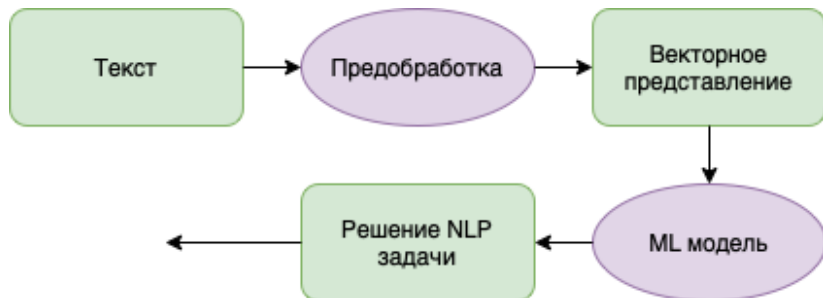 Текст
Предобработка
Векторное
представление
ML модель
Решение NLP
задачи